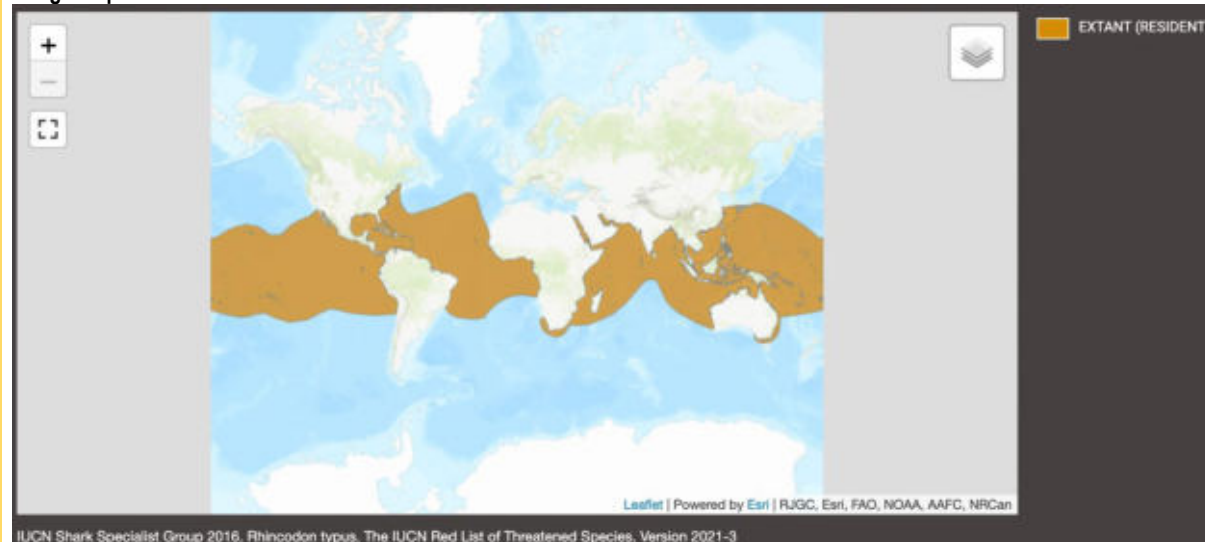 +
−
EXTANT (RESIDENT
Leaflet | Powered by Esri | RJGC, Esri, FAO, NOAA, AAFC, NRCan
IUCN Shark Specialist Group 2016. Rhincodon typus. The IUCN Red List of Threatened Species. Version 2021-3